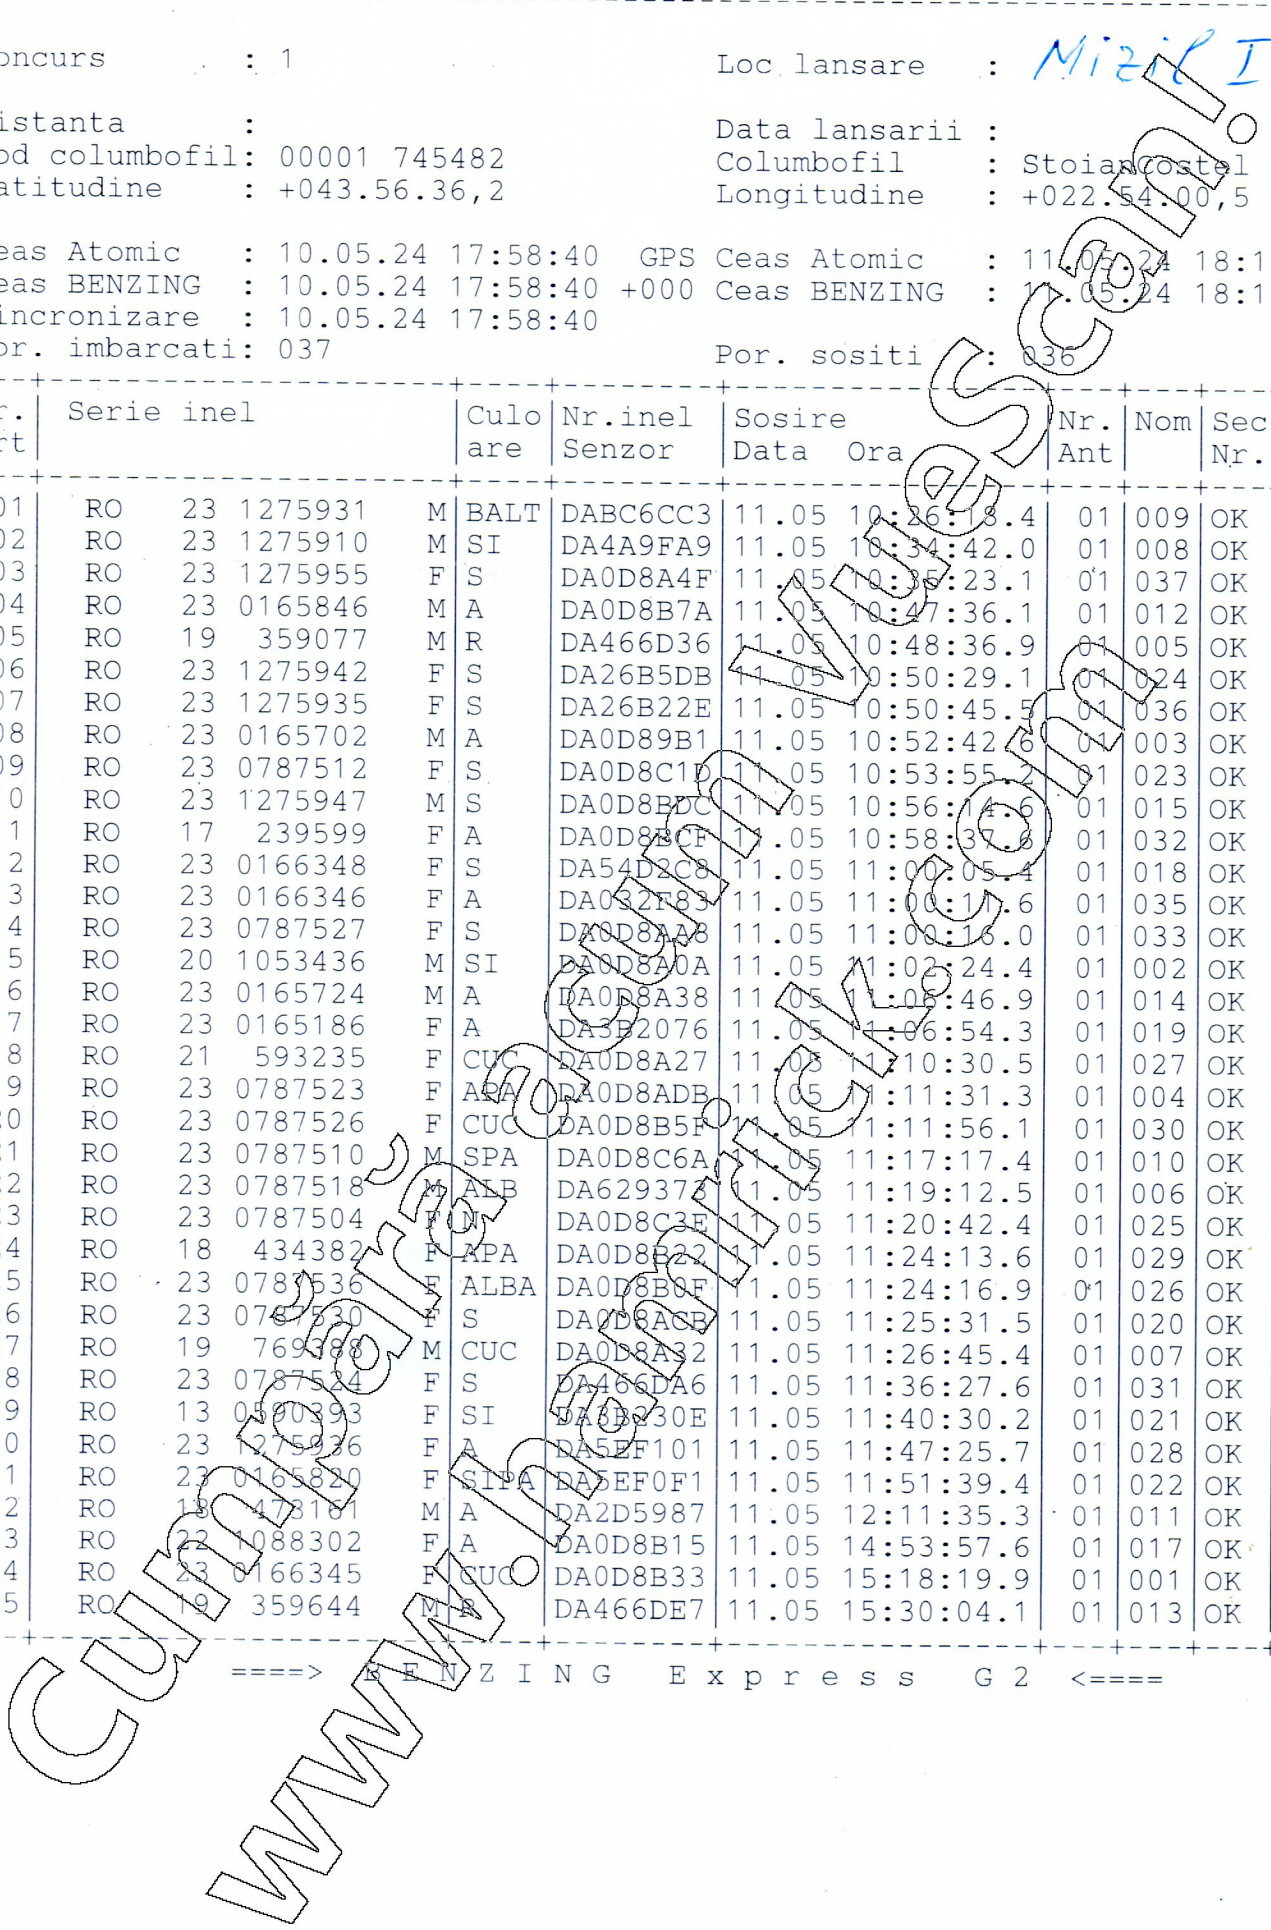 oncurs : 1 Loc lansare : Mizil I
istanta : Data lansarii :
od columbofil: 00001 745482 Columbofil : StoianCostel
atitudine : +043.56.36,2 Longitudine : +022.54.00,5
eas Atomic : 10.05.24 17:58:40 GPS Ceas Atomic : 11.05.24 18:1
eas BENZING : 10.05.24 17:58:40 +000 Ceas BENZING : 11.05.24 18:1
incronizare : 10.05.24 17:58:40
or. imbarcati: 037 Por. sositi : 036
r. Serie inel Culo Nr.inel Sosire Nr. Nom Sec
rt are Senzor Data Ora Ant Nr.
01 RO 23 1275931 M BALT DABC6CC3 11.05 10:26:18.4 01 009 OK
02 RO 23 1275910 M SI DA4A9FA9 11.05 10:34:42.0 01 008 OK
03 RO 23 1275955 F S DA0D8A4F 11.05 10:35:23.1 01 037 OK
04 RO 23 0165846 M A DA0D8B7A 11.05 10:47:36.1 01 012 OK
05 RO 19 359077 M R DA466D36 11.05 10:48:36.9 01 005 OK
06 RO 23 1275942 F S DA26B5DB 11.05 10:50:29.1 01 024 OK
07 RO 23 1275935 F S DA26B22E 11.05 10:50:45.5 01 036 OK
08 RO 23 0165702 M A DA0D89B1 11.05 10:52:42.6 01 003 OK
09 RO 23 0787512 F S DA0D8C1D 11.05 10:53:55.2 01 023 OK
0 RO 23 1275947 M S DA0D8BDC 11.05 10:56:14.6 01 015 OK
1 RO 17 239599 F A DA0D8BCF 11.05 10:58:37.6 01 032 OK
2 RO 23 0166348 F S DA54D2C8 11.05 11:00:05.4 01 018 OK
3 RO 23 0166346 F A DA032F83 11.05 11:00:11.6 01 035 OK
4 RO 23 0787527 F S DA0D8AA8 11.05 11:00:16.0 01 033 OK
5 RO 20 1053436 M SI DA0D8A0A 11.05 11:02:24.4 01 002 OK
6 RO 23 0165724 M A DA0D8A38 11.05 11:06:46.9 01 014 OK
7 RO 23 0165186 F A DA3B2076 11.05 11:06:54.3 01 019 OK
8 RO 21 593235 F CUC DA0D8A27 11.05 11:10:30.5 01 027 OK
9 RO 23 0787523 F APA DA0D8ADB 11.05 11:11:31.3 01 004 OK
20 RO 23 0787526 F CUC DA0D8B5F 11.05 11:11:56.1 01 030 OK
1 RO 23 0787510 M SPA DA0D8C6A 11.05 11:17:17.4 01 010 OK
2 RO 23 0787518 M ALB DA629373 11.05 11:19:12.5 01 006 OK
3 RO 23 0787504 F N DA0D8C3E 11.05 11:20:42.4 01 025 OK
4 RO 18 434382 F APA DA0D8B22 11.05 11:24:13.6 01 029 OK
5 RO 23 0787536 F ALBA DA0D8B0F 11.05 11:24:16.9 01 026 OK
6 RO 23 0787530 F S DA0D8ACB 11.05 11:25:31.5 01 020 OK
7 RO 19 769388 M CUC DA0D8A32 11.05 11:26:45.4 01 007 OK
8 RO 23 0787524 F S DA466DA6 11.05 11:36:27.6 01 031 OK
9 RO 13 0590393 F SI DA3B230E 11.05 11:40:30.2 01 021 OK
0 RO 23 1275936 F A DA5EF101 11.05 11:47:25.7 01 028 OK
1 RO 23 0165820 F SIPA DA5EF0F1 11.05 11:51:39.4 01 022 OK
2 RO 18 473161 M A DA2D5987 11.05 12:11:35.3 01 011 OK
3 RO 22 1088302 F A DA0D8B15 11.05 14:53:57.6 01 017 OK
4 RO 23 0166345 F CUC DA0D8B33 11.05 15:18:19.9 01 001 OK
5 RO 19 359644 M R DA466DE7 11.05 15:30:04.1 01 013 OK
====> B E N Z I N G E x p r e s s G 2 <====
Cumpărați acum VueScan!
www.hamrick.com